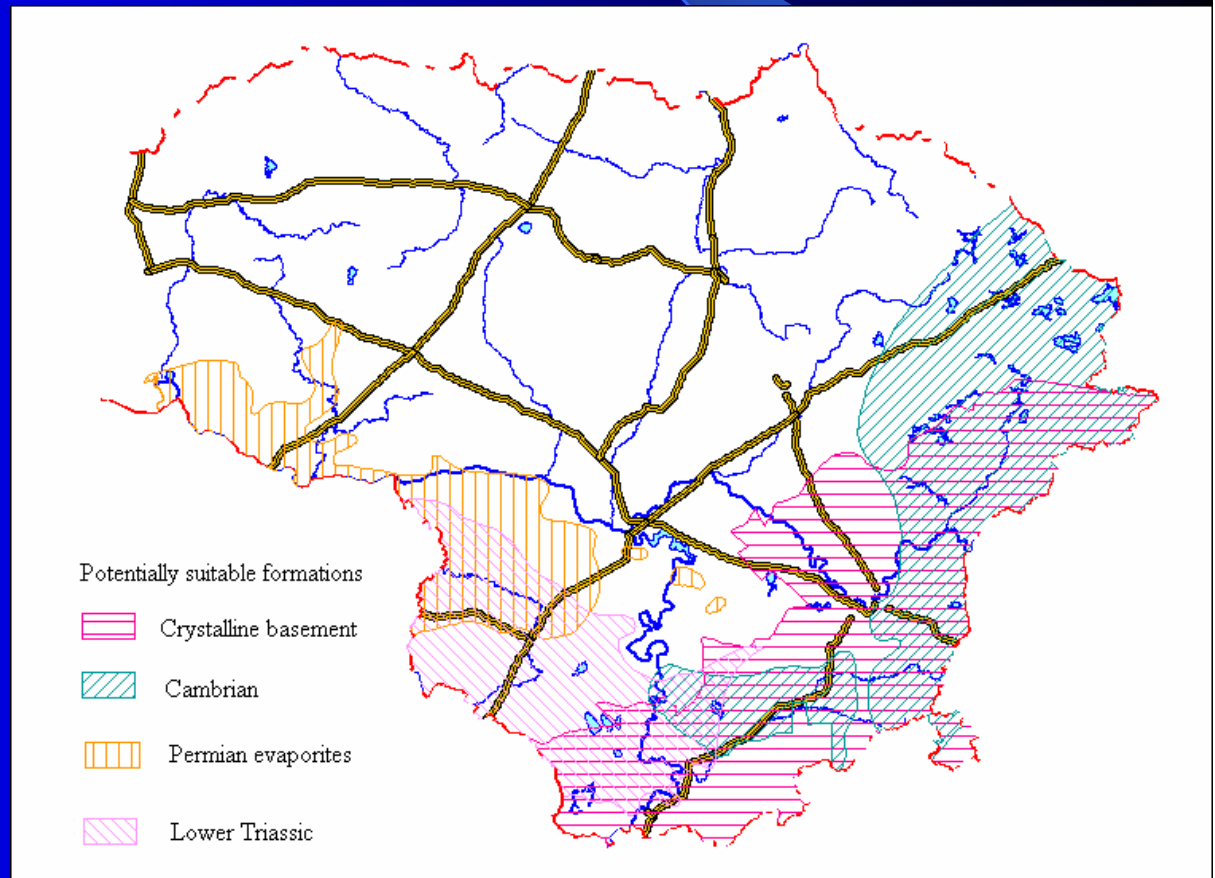 Potentially suitable formations
Crystalline basement
Cambrian
Permian evaporites
Lower Triassic